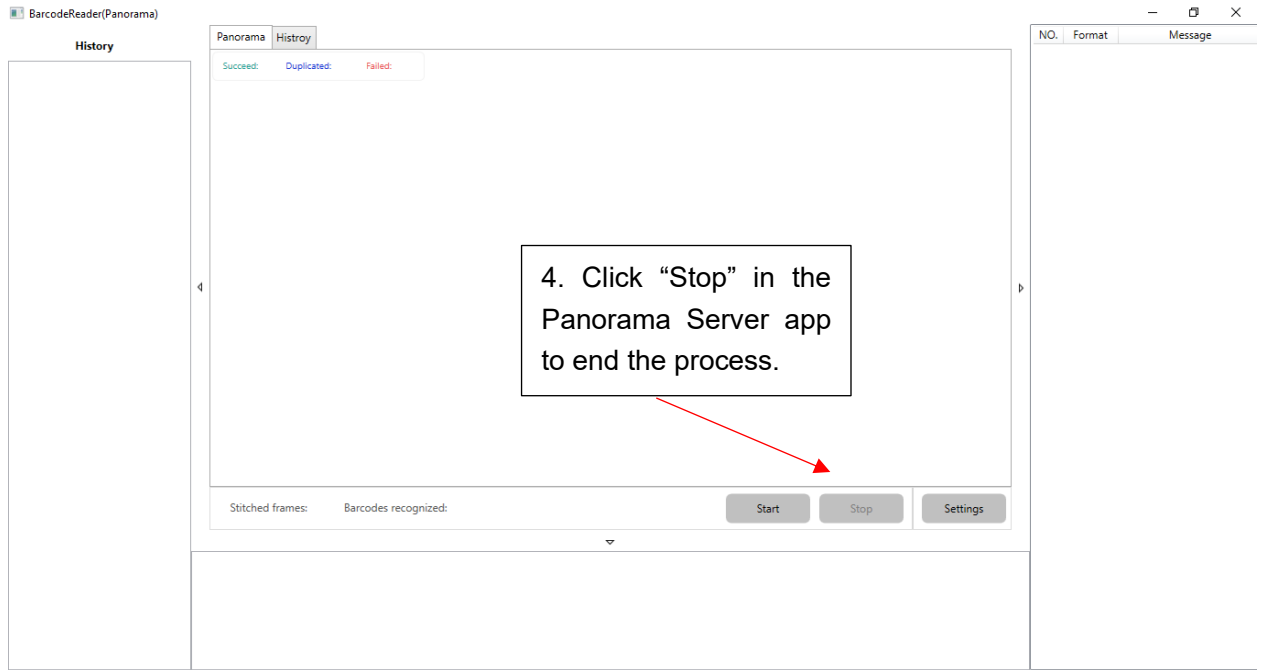 BarcodeReader(Panorama)
History
Panorama Histroy
NO. Format Message
Succeed: Duplicated: Failed:
4. Click “Stop” in the
Panorama Server app
to end the process.
Stitched frames: Barcodes recognized:
Start Stop Settings